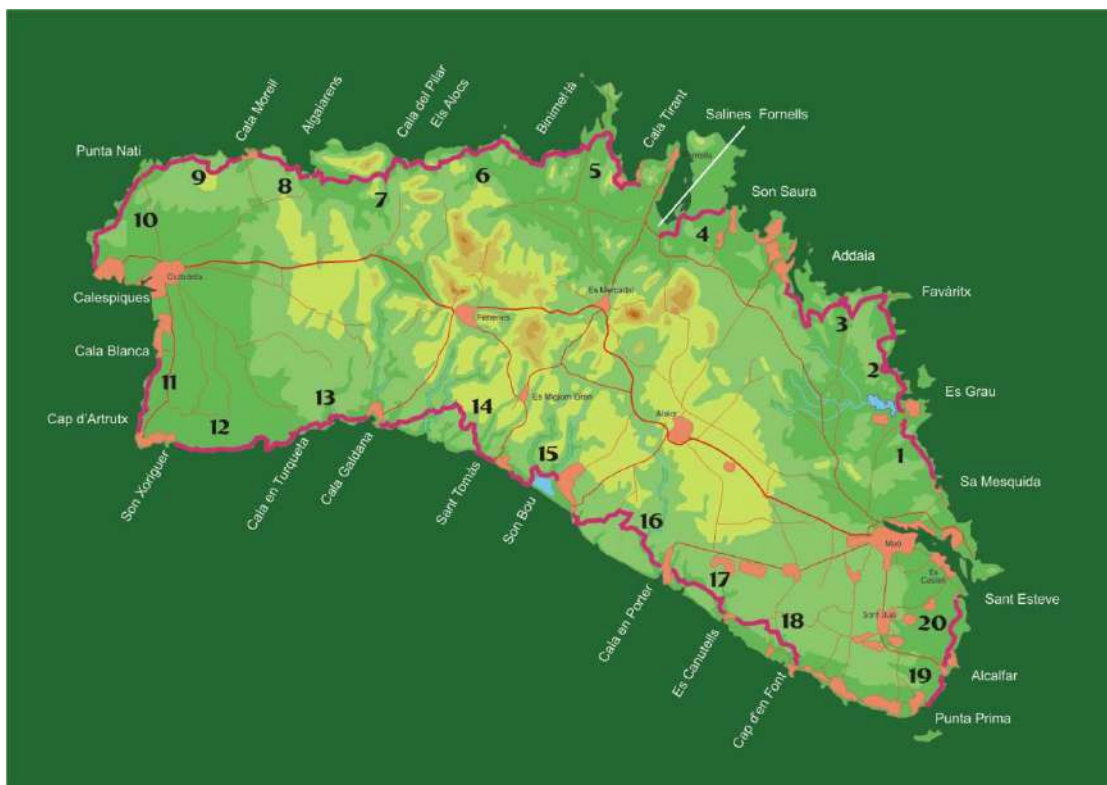 Cala Morell
Algaiarens
Cala del Pilar
Els Alocs
Binimel·là
Cala Tirant
Salines Fornells
Punta Nati
Son Saura
Addaia
Favàritx
Es Grau
Sa Mesquida
Sant Esteve
Alcalfar
Punta Prima
Cap d'en Font
Es Canutells
Cala en Porter
Son Bou
Sant Tomàs
Cala Galdana
Cala en Turqueta
Son Xoriguer
Cap d'Artrutx
Cala Blanca
Calespiques
Ciutadella
Ferreries
Es Mercadal
Es Migjorn Gran
Alaior
Maó
Es Castell
1
2
3
4
5
6
7
8
9
10
11
12
13
14
15
16
17
18
19
20